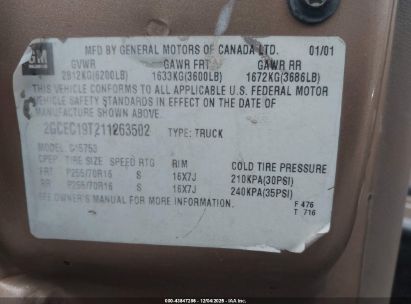 GM
MFD BY GENERAL MOTORS OF CANADA LTD. 01/01
GVWR GAWR FRT GAWR RR
2812KG(6200LB) 1633KG(3600LB) 1672KG(3686LB)
THIS VEHICLE CONFORMS TO ALL APPLICABLE U.S. FEDERAL MOTOR
VEHICLE SAFETY STANDARDS IN EFFECT ON THE DATE OF
MANUFACTURE SHOWN ABOVE.
2GCEC19T211263502 TYPE: TRUCK
MODEL: C15753
TIRE SIZE SPEED RTG RIM COLD TIRE PRESSURE
FRT P255/70R16 S 16X7J 210KPA(30PSI)
RR P255/70R16 S 16X7J 240KPA(35PSI)
SEE OWNER'S MANUAL FOR MORE INFORMATION. F 476
T 716
000-43847286 - 12/04/2025 - IAA Inc.